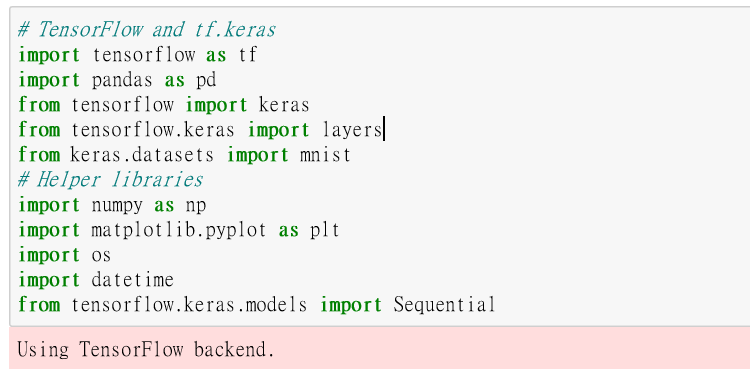 # TensorFlow and tf.keras
import tensorflow as tf
import pandas as pd
from tensorflow import keras
from tensorflow.keras import layers
from keras.datasets import mnist
# Helper libraries
import numpy as np
import matplotlib.pyplot as plt
import os
import datetime
from tensorflow.keras.models import Sequential
Using TensorFlow backend.